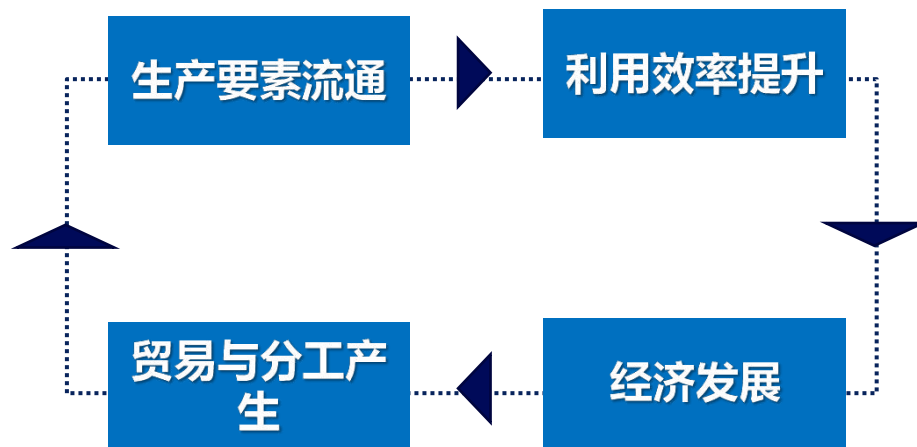 生产要素流通
利用效率提升
贸易与分工产
生
经济发展